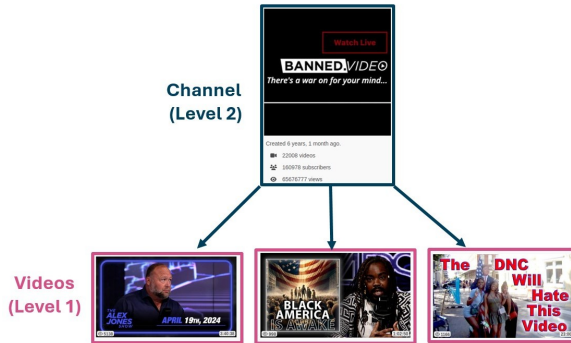 Watch Live
BANNED.VIDEO
There's a war on for your mind...
Channel
(Level 2)
Created 6 years, 1 month ago.
22008 videos
160978 subscribers
65676777 views
Videos
(Level 1)
THE
ALEX
JONES
SHOW
APRIL 19TH, 2024
BLACK
AMERICA
IS AWAKE
The DNC
Will
Hate
This
Video